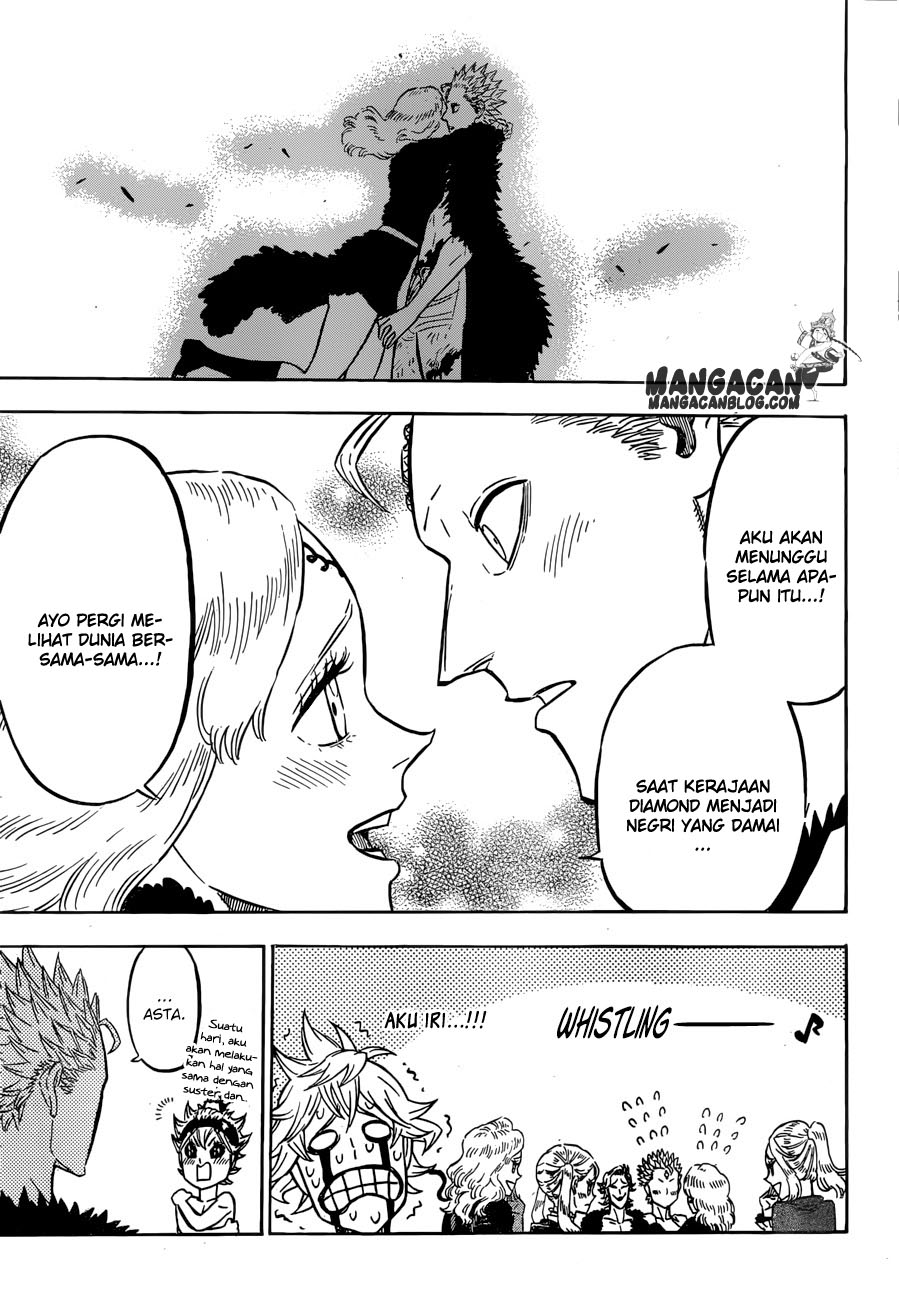 MANGACAN
MANGACANBLOG.COM
AKU AKAN
MENUNGGU
SELAMA APA-
PUN ITU...!
SAAT KERAJAAN
DIAMOND MENJADI
NEGRI YANG DAMAI
...
AYO PERGI ME-
LIHAT DUNIA BER-
SAMA-SAMA...!
AKU IRI...!!!
WHISTLING
...
ASTA.
Suatu
hari, aku
akan melaku-
kan hal yang
sama dengan
suster dan..